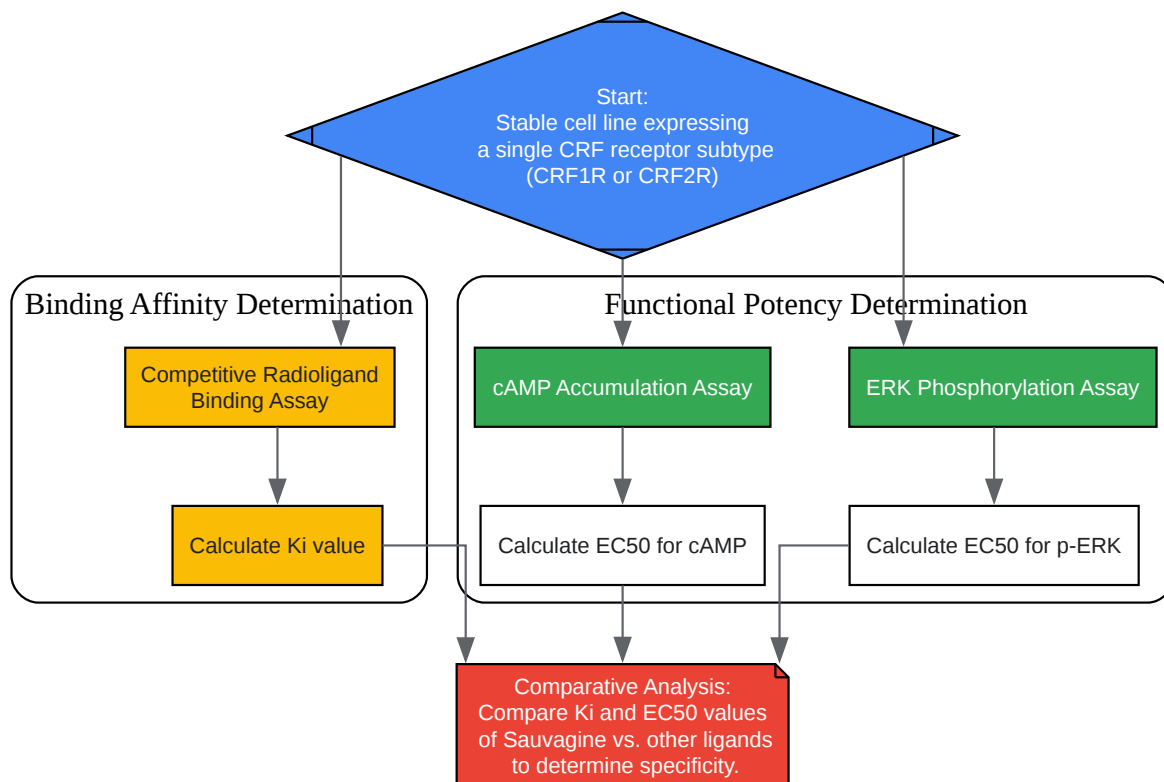 Start:
Stable cell line expressing
a single CRF receptor subtype
(CRF1R or CRF2R)
Binding Affinity Determination
Functional Potency Determination
Competitive Radioligand
Binding Assay
cAMP Accumulation Assay
ERK Phosphorylation Assay
Calculate Ki value
Calculate EC50 for cAMP
Calculate EC50 for p-ERK
Comparative Analysis:
Compare Ki and EC50 values
of Sauvagine vs. other ligands
to determine specificity.